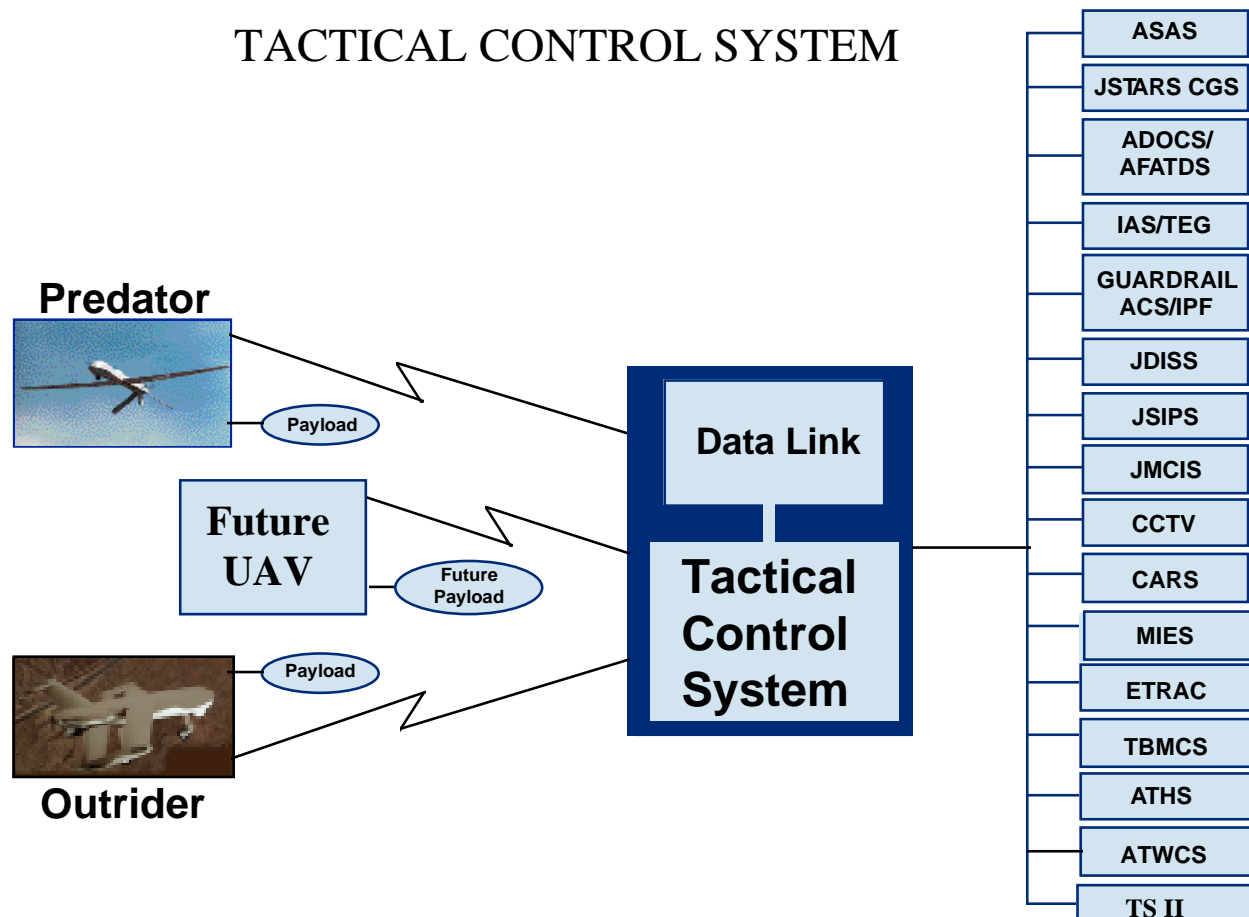 TACTICAL CONTROL SYSTEM
Predator
Payload
Future
UAV
Future
Payload
Payload
Outrider
Data Link
Tactical
Control
System
ASAS
JSTARS CGS
ADOCS/
AFATDS
IAS/TEG
GUARDRAIL
ACS/IPF
JDISS
JSIPS
JMCIS
CCTV
CARS
MIES
ETRAC
TBMCS
ATHS
ATWCS
TS II